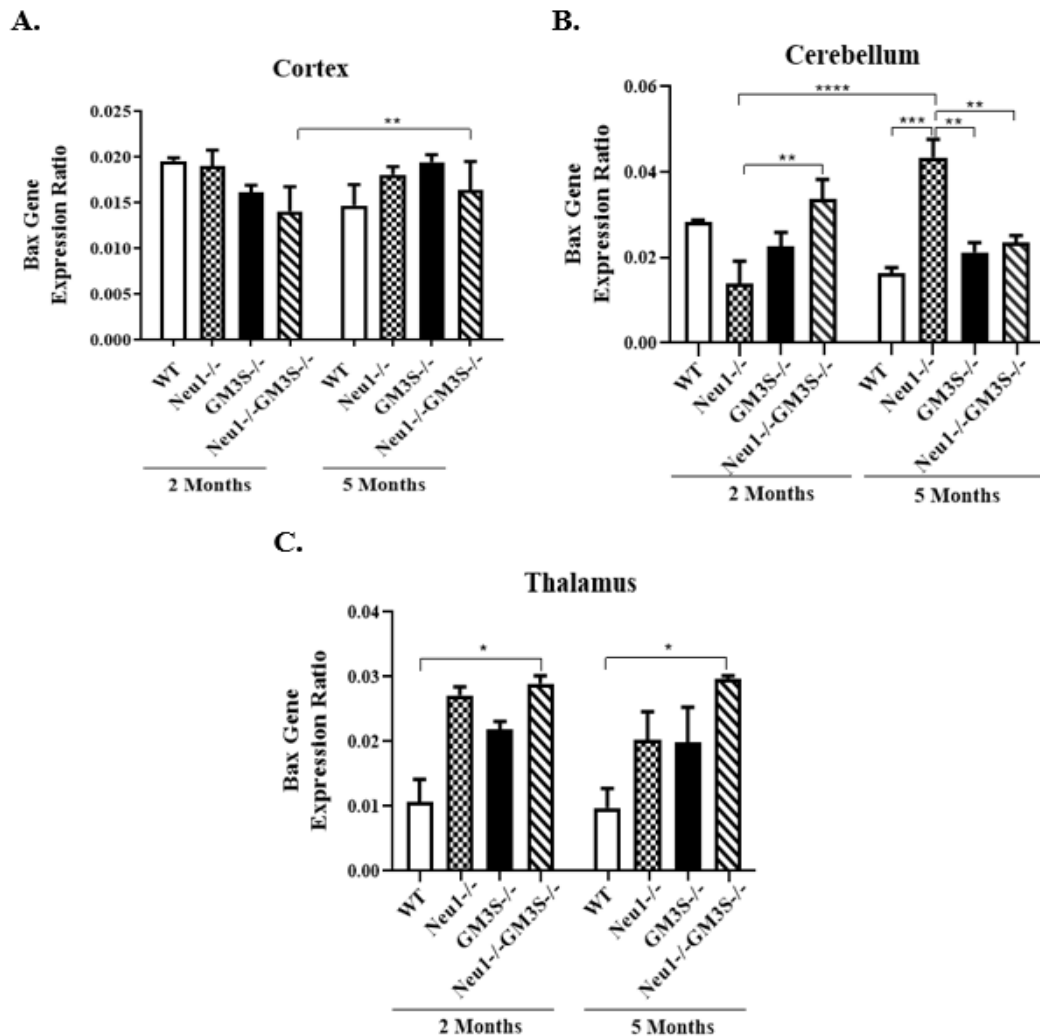 A.
Cortex
Bax Gene
Expression Ratio
0.025
0.020
0.015
0.010
0.005
0.000
**
WT
Neu1-/-
GM3S-/-
Neu1-/-GM3S-/-
WT
Neu1-/-
GM3S-/-
Neu1-/-GM3S-/-
2 Months
5 Months
B.
Cerebellum
Bax Gene
Expression Ratio
0.06
0.04
0.02
0.00
****
**
***
**
**
WT
Neu1-/-
GM3S-/-
Neu1-/-GM3S-/-
WT
Neu1-/-
GM3S-/-
Neu1-/-GM3S-/-
2 Months
5 Months
C.
Thalamus
Bax Gene
Expression Ratio
0.04
0.03
0.02
0.01
0.00
*
*
WT
Neu1-/-
GM3S-/-
Neu1-/-GM3S-/-
WT
Neu1-/-
GM3S-/-
Neu1-/-GM3S-/-
2 Months
5 Months